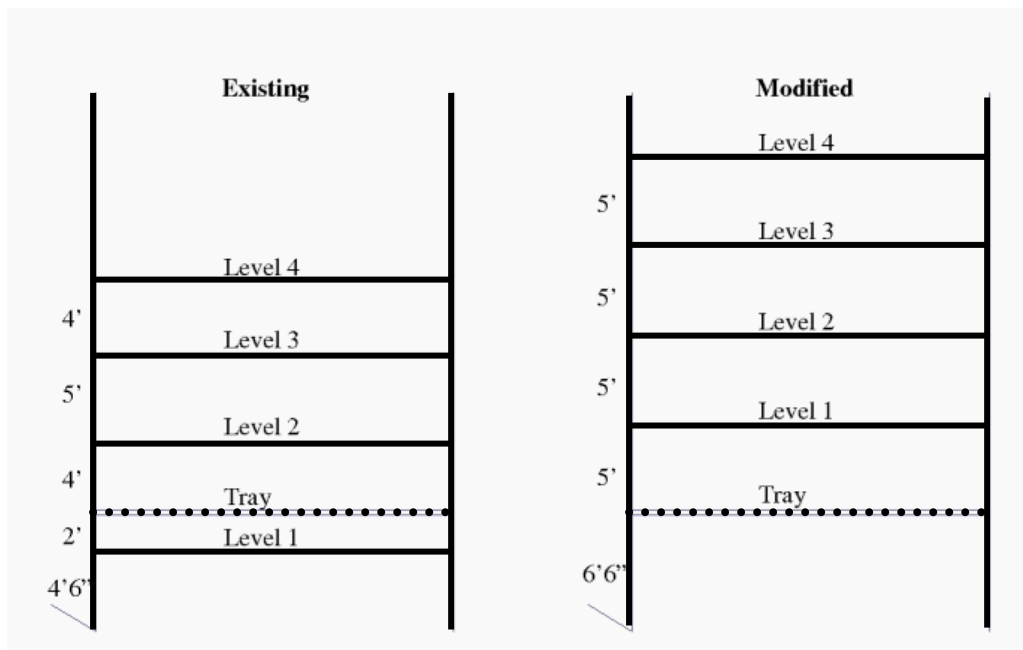 Existing
Level 4
4’
Level 3
5’
Level 2
4’
Tray
2’
Level 1
4’6”
Modified
Level 4
5’
Level 3
5’
Level 2
5’
Level 1
5’
Tray
6’6”